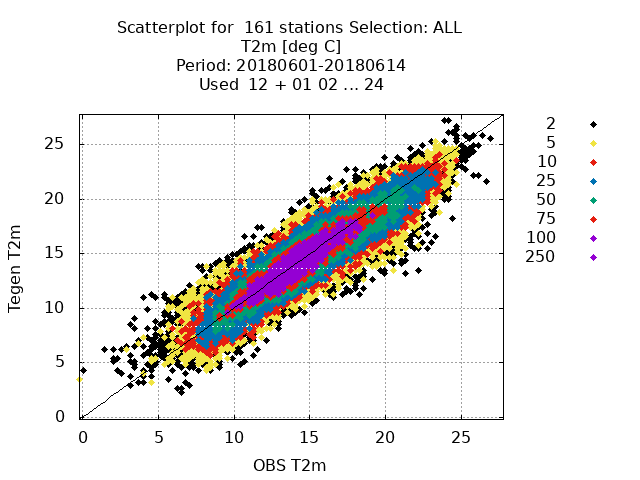 Scatterplot for  161 stations Selection: ALL
T2m [deg C]
Period: 20180601-20180614
Used  12 + 01 02 ... 24
2
5
10
25
50
75
100
250
25
20
15
10
5
0
Tegen T2m
0 5 10 15 20 25
OBS T2m